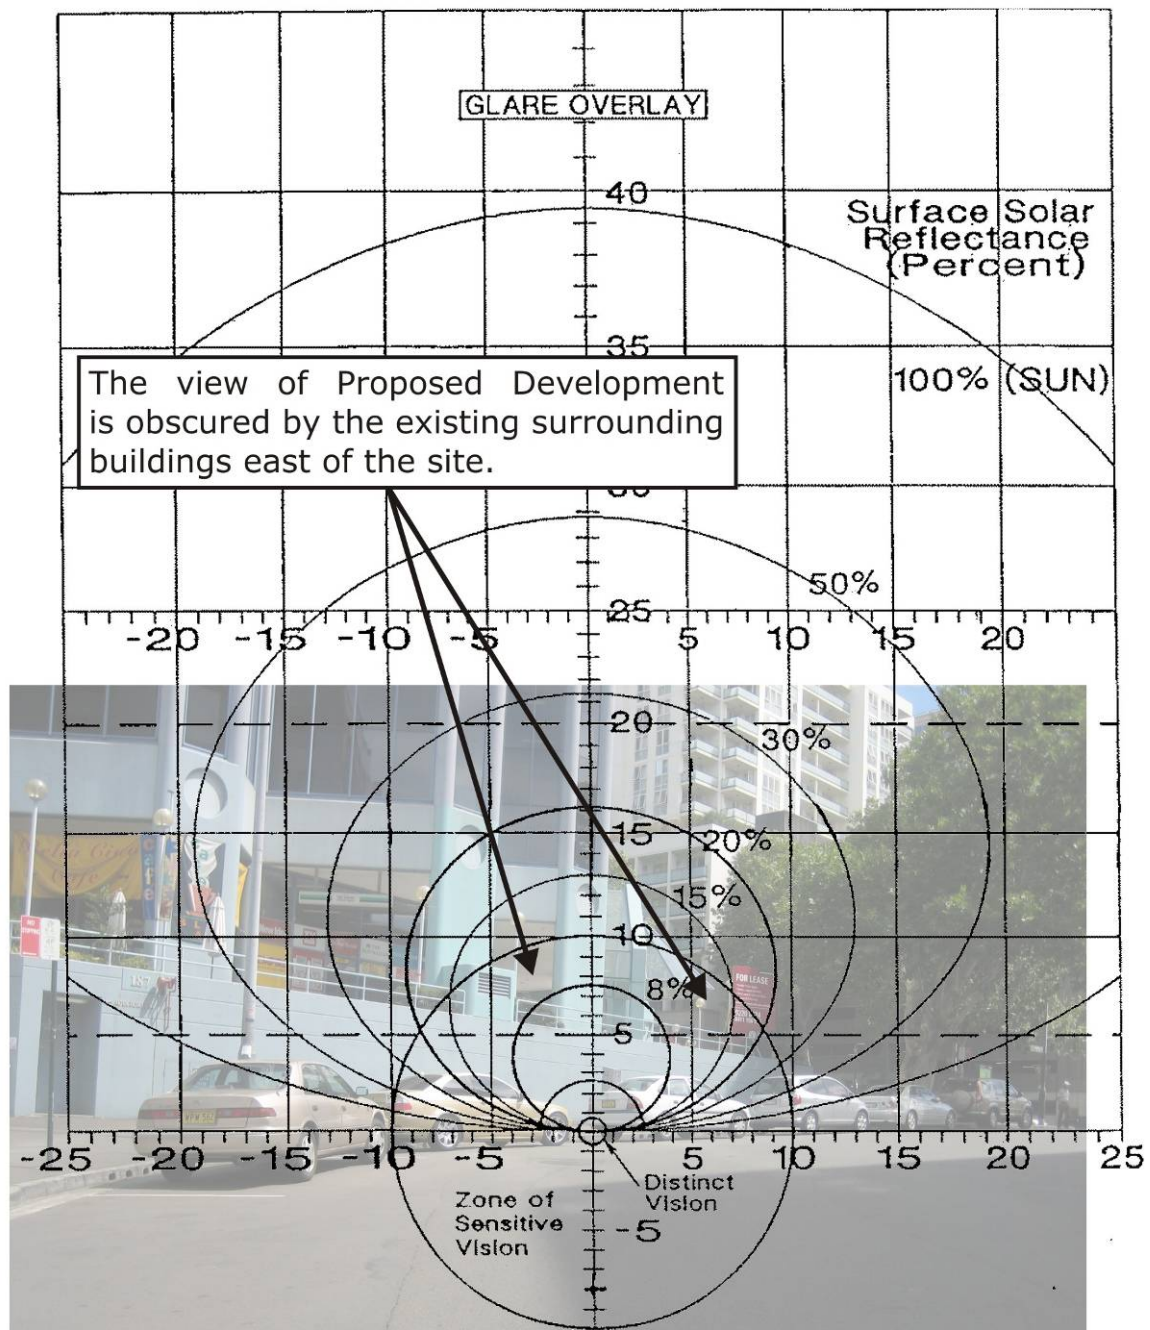 GLARE OVERLAY
40
Surface Solar
Reflectance
(Percent)
35
100% (SUN)
The view of Proposed Development
is obscured by the existing surrounding
buildings east of the site.
50%
25
-20 -15 -10 -5 5 10 15 20
20
30%
15
20%
15%
10
FOR LEASE
8%
5
-25 -20 -15 -10 -5 5 10 15 20 25
Distinct
Vision
Zone of
Sensitive
Vision
-5